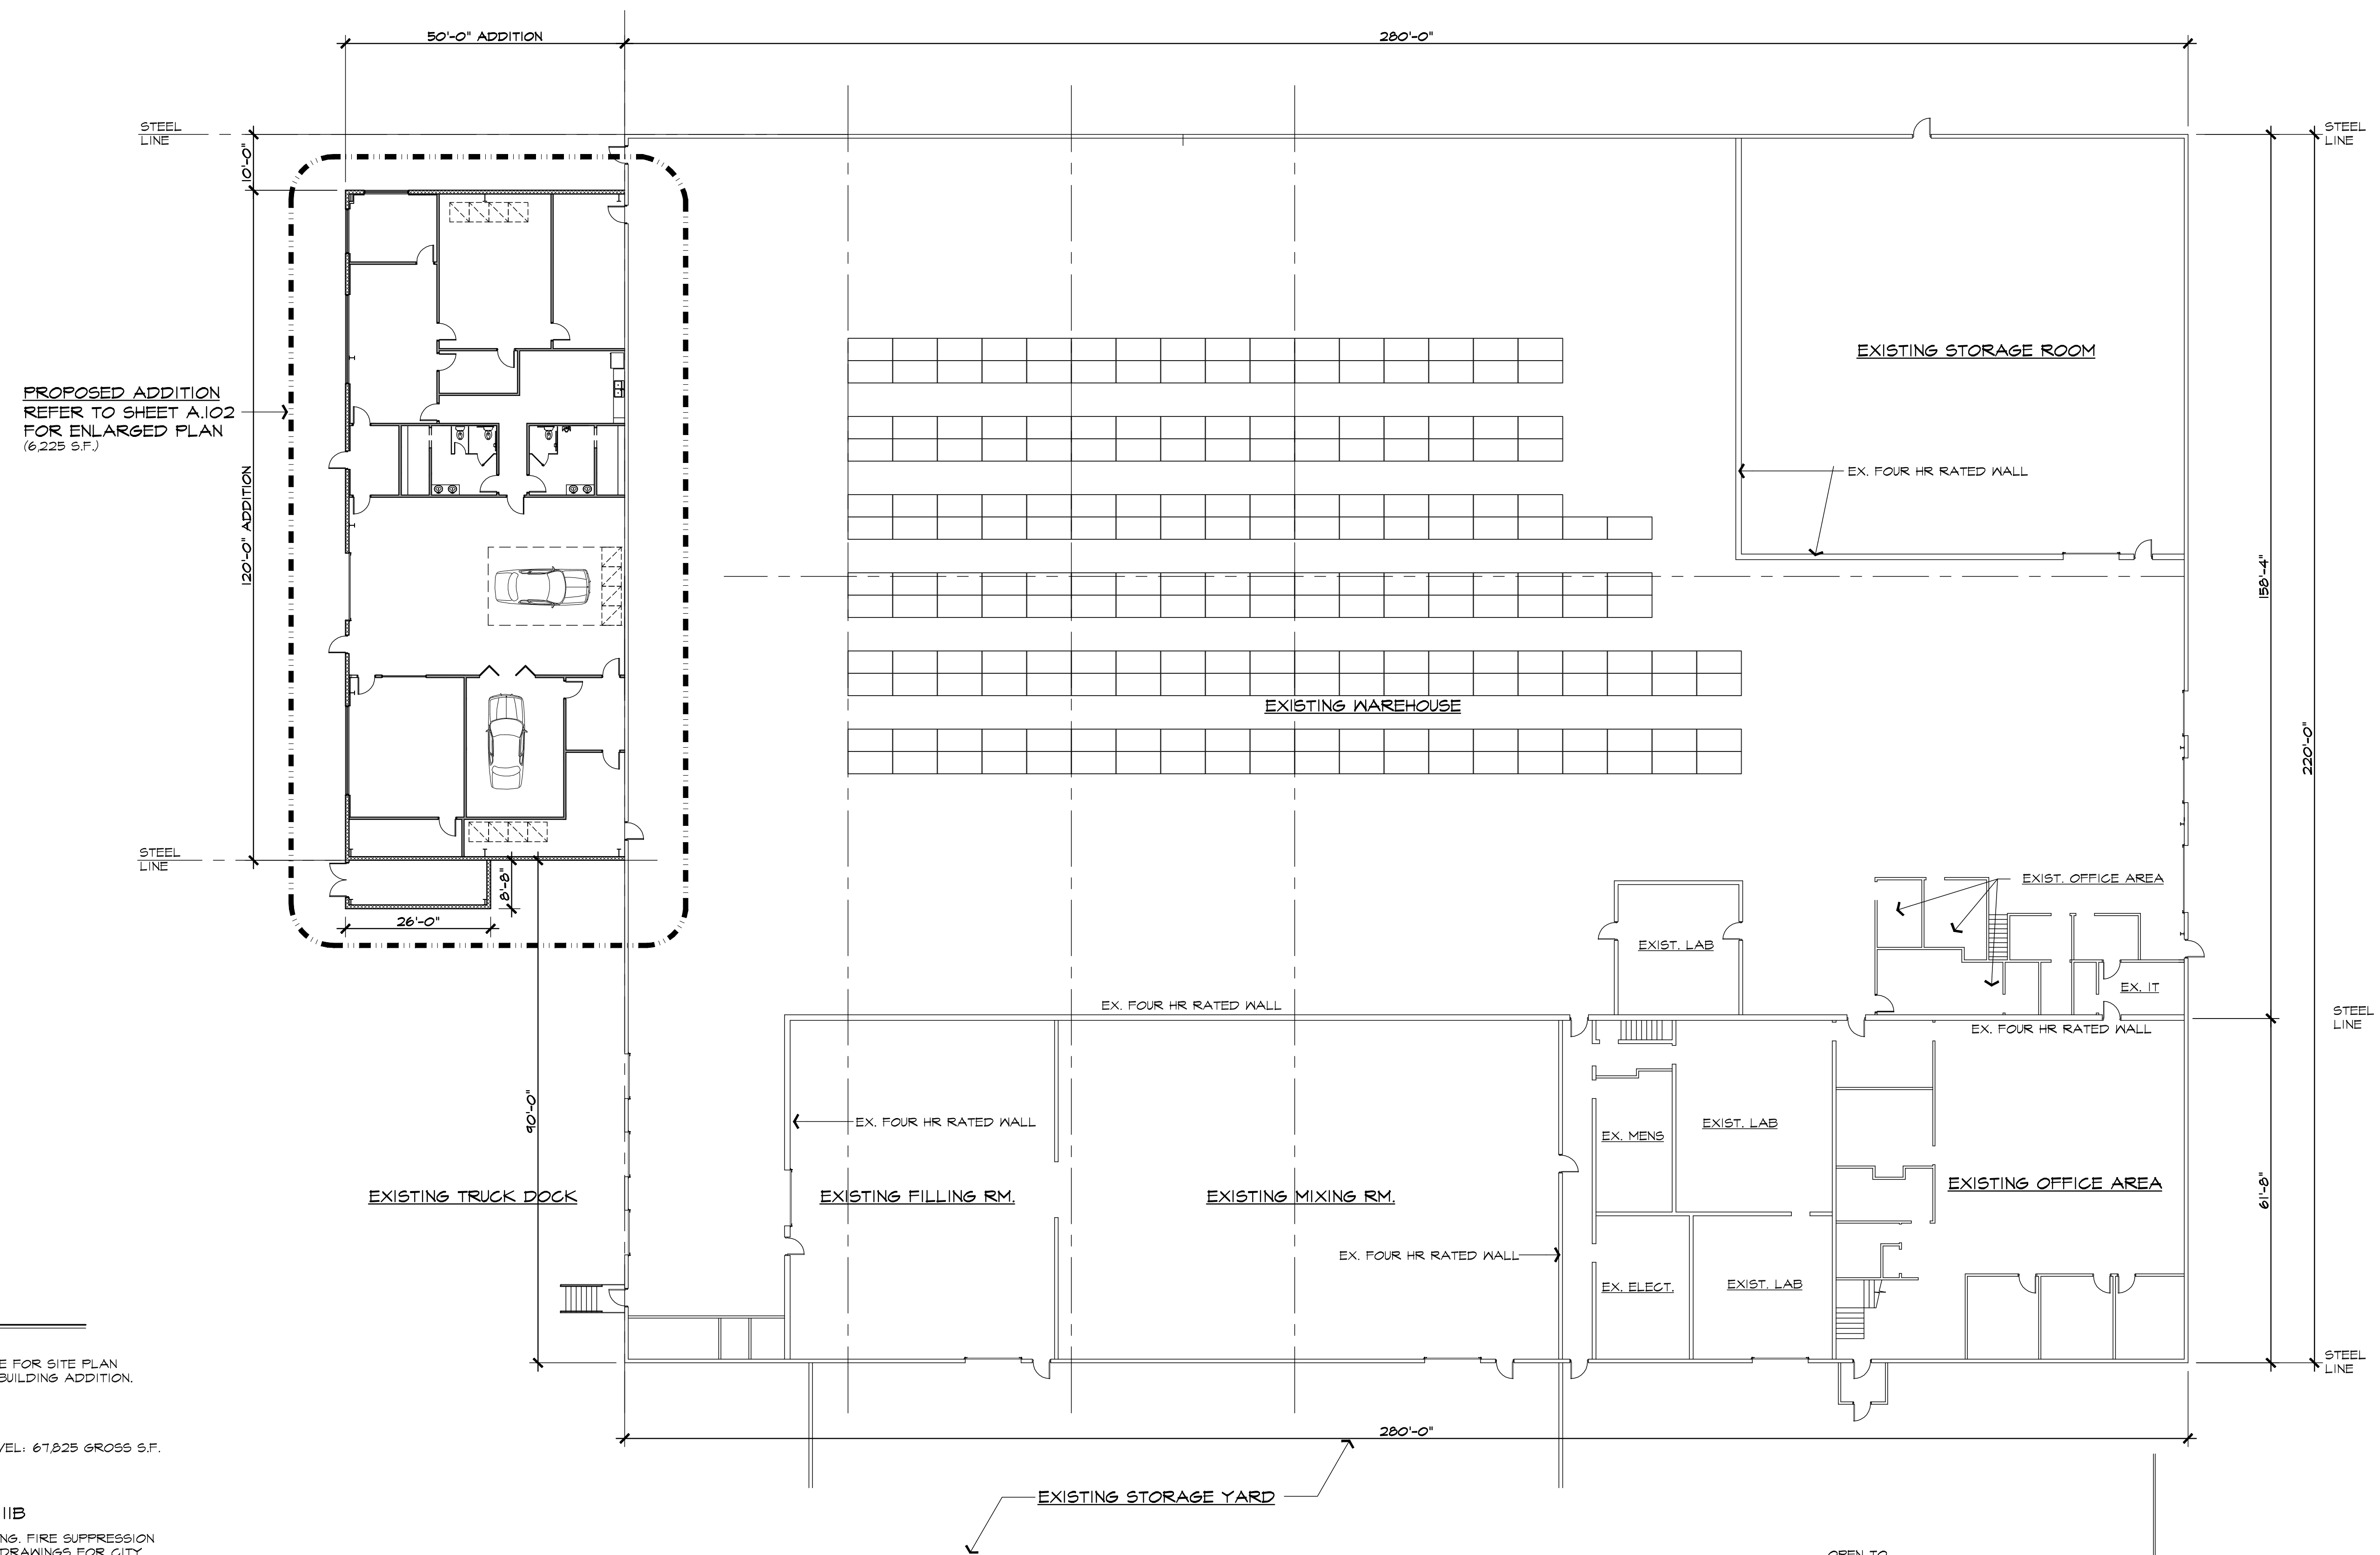 50'-0" ADDITION
280'-0"
STEEL
LINE
STEEL
LINE
10'-0"
EXISTING STORAGE ROOM
PROPOSED ADDITION
REFER TO SHEET A.102
FOR ENLARGED PLAN
(6,225 S.F.)
EX. FOUR HR RATED WALL
120'-0" ADDITION
158'-4"
EXISTING WAREHOUSE
220'-0"
STEEL
LINE
8'-8"
26'-0"
EXIST. OFFICE AREA
EXIST. LAB
EX. IT
EX. FOUR HR RATED WALL
STEEL
LINE
EX. FOUR HR RATED WALL
90'-0"
EX. FOUR HR RATED WALL
EX. MENS
EXIST. LAB
EXISTING TRUCK DOCK
EXISTING FILLING RM.
EXISTING MIXING RM.
EXISTING OFFICE AREA
61'-8"
EX. FOUR HR RATED WALL
EX. ELECT.
EXIST. LAB
STEEL
LINE
E FOR SITE PLAN
BUILDING ADDITION.
280'-0"
VEL: 67,825 GROSS S.F.
EXISTING STORAGE YARD
IIB
NG. FIRE SUPPRESSION
DRAWINGS FOR CITY
OPEN TO